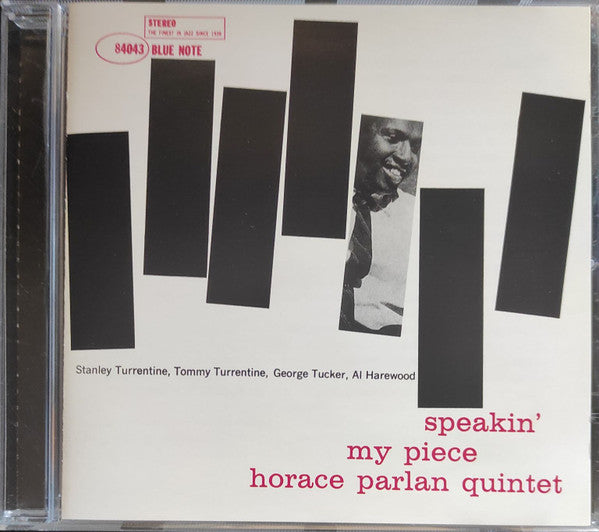 STEREO
THE FINEST IN JAZZ SINCE 1939
84043 BLUE NOTE
Stanley Turrentine, Tommy Turrentine, George Tucker, Al Harewood
speakin'
my piece
horace parlan quintet